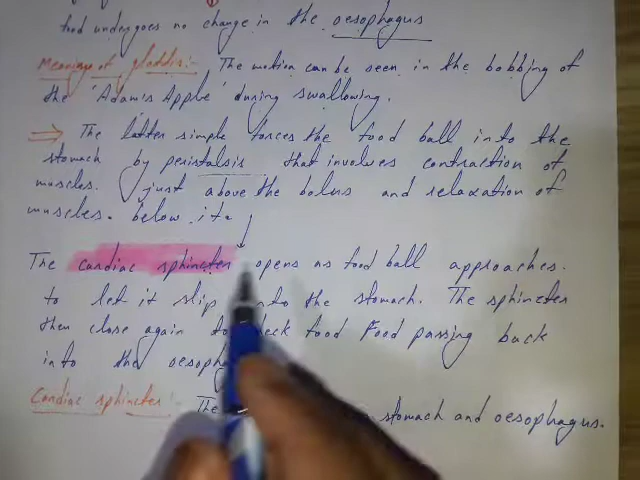 food undergoes no change in the oesophagus
Meaning of gladdis:- The motion can be seen in the bobbing of
the 'Adam's Apple' during swallowing.
⇒ The latter simple forces the food ball into the
stomach by peristalsis that involves contraction of
muscles. just above the bolus and relaxation of
muscles. below it.
The cardiac sphincter opens as food ball approaches.
to let it slip into the stomach. The sphincter
then close again to food Food passing back
into the
Cardiac sphincter:- The stomach and oesophagus.